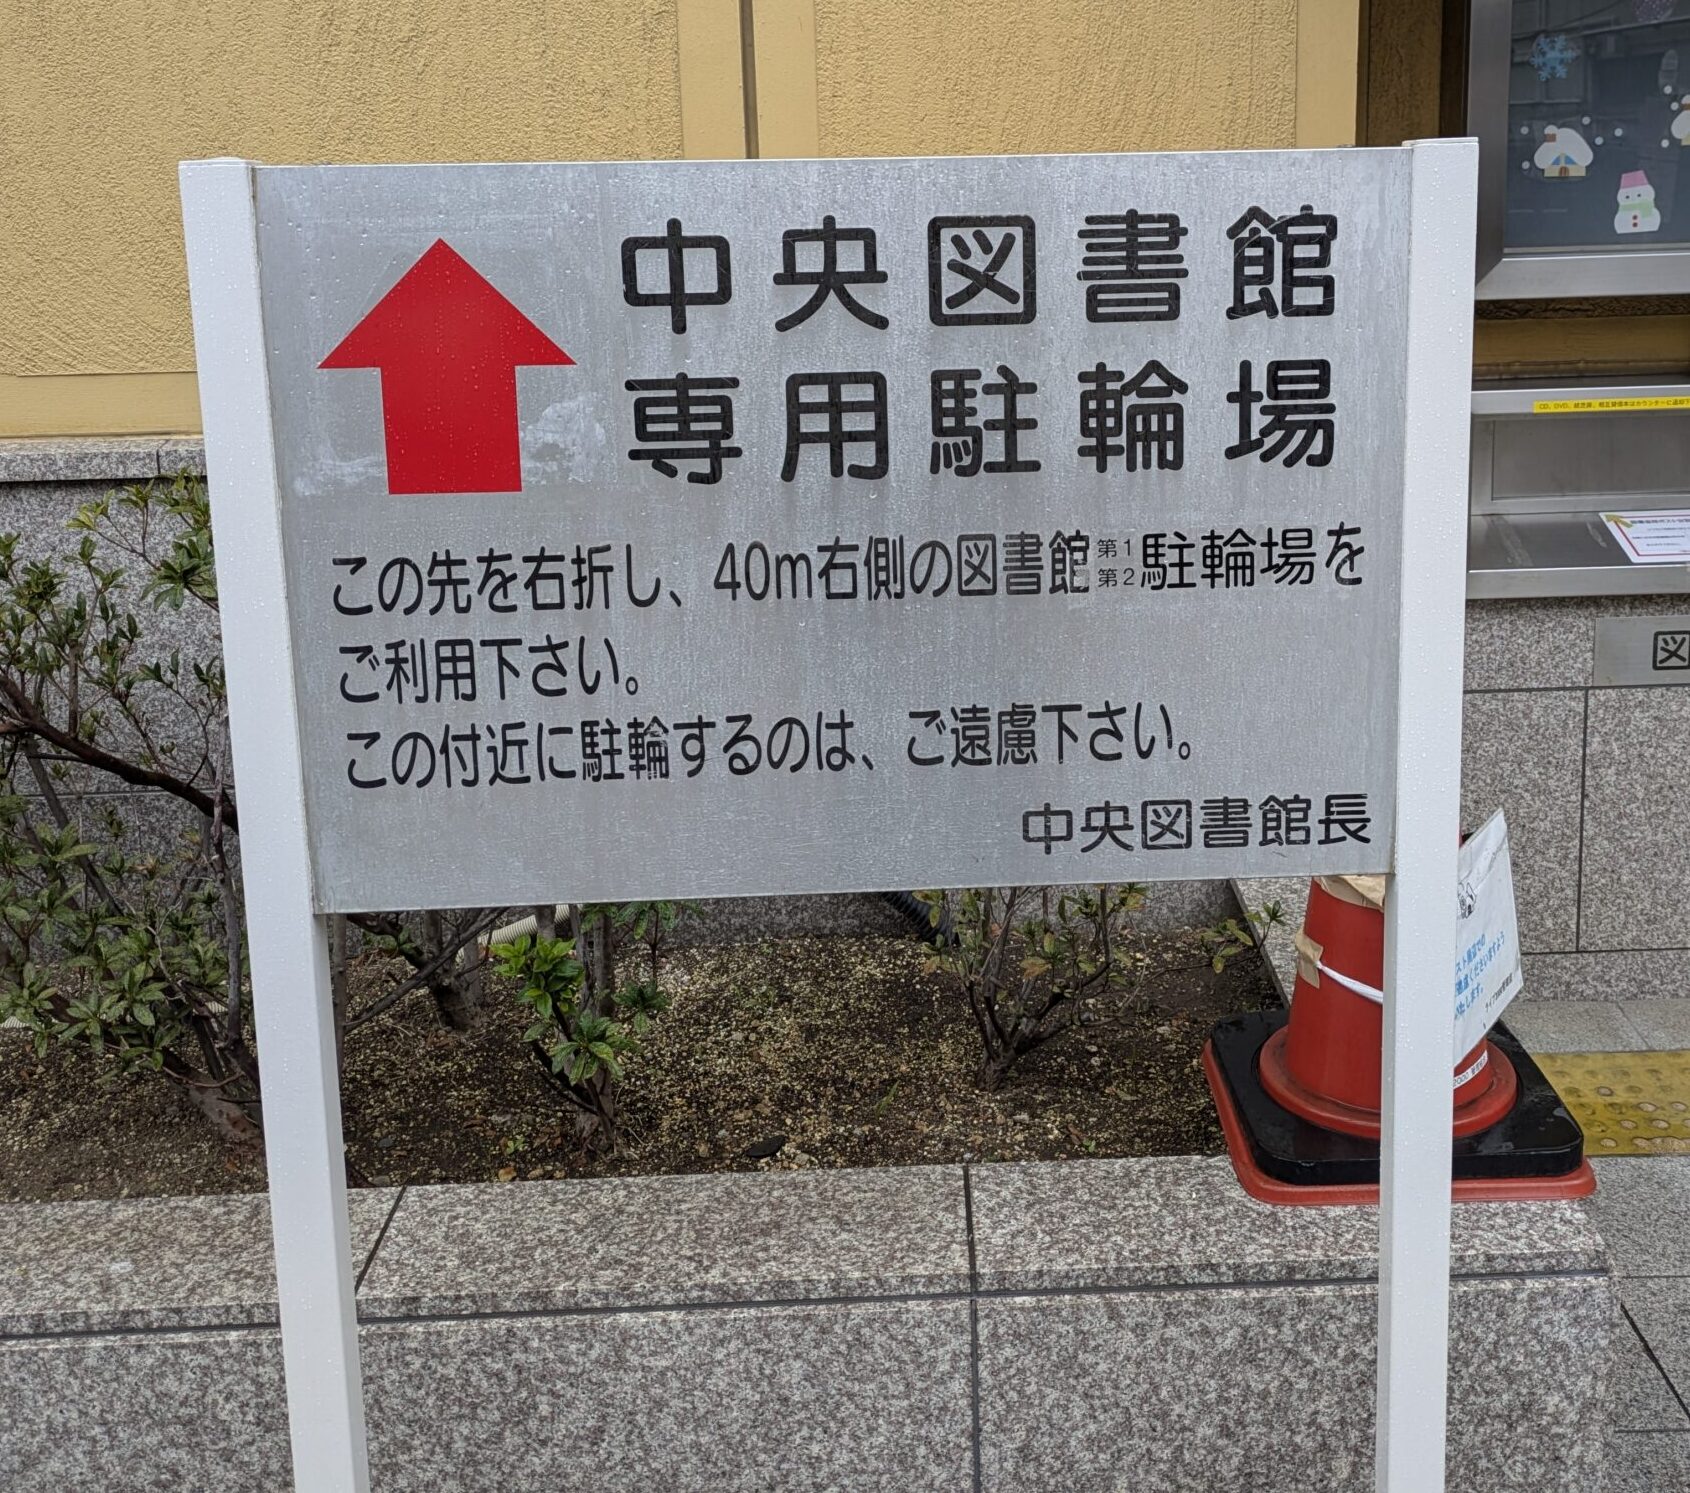 中央図書館
専用駐輪場
この先を右折し、40m右側の図書館第1第2駐輪場を
ご利用下さい。
この付近に駐輪するのは、ご遠慮下さい。
中央図書館長
図